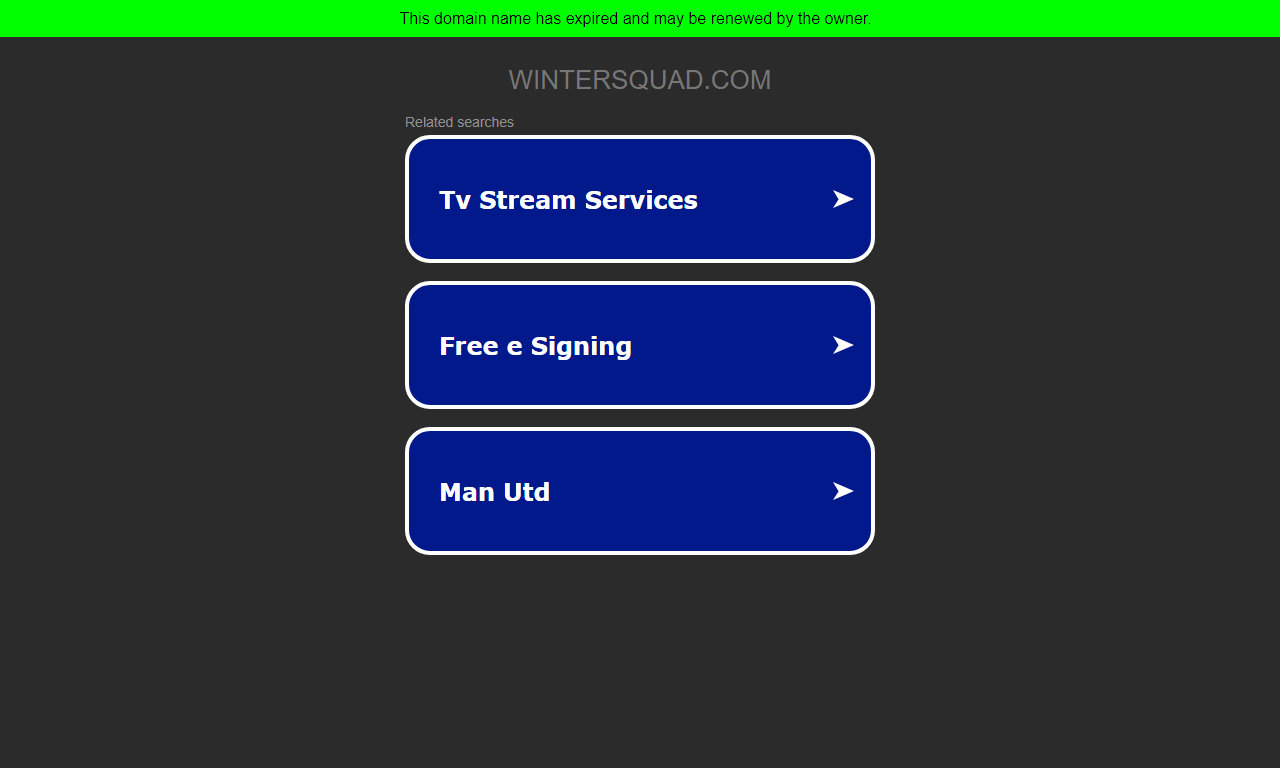 This domain name has expired and may be renewed by the owner.
WINTERSQUAD.COM
Related searches
Tv Stream Services
Free e Signing
Man Utd